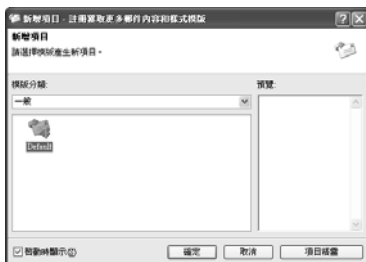 新增項目 - 註冊獲取更多郵件內容和樣式模版
新增項目
請選擇模版產生新項目。
模版分類:
預覽:
一般
Default
啟動時顯示(I)
確定
取消
項目檔案